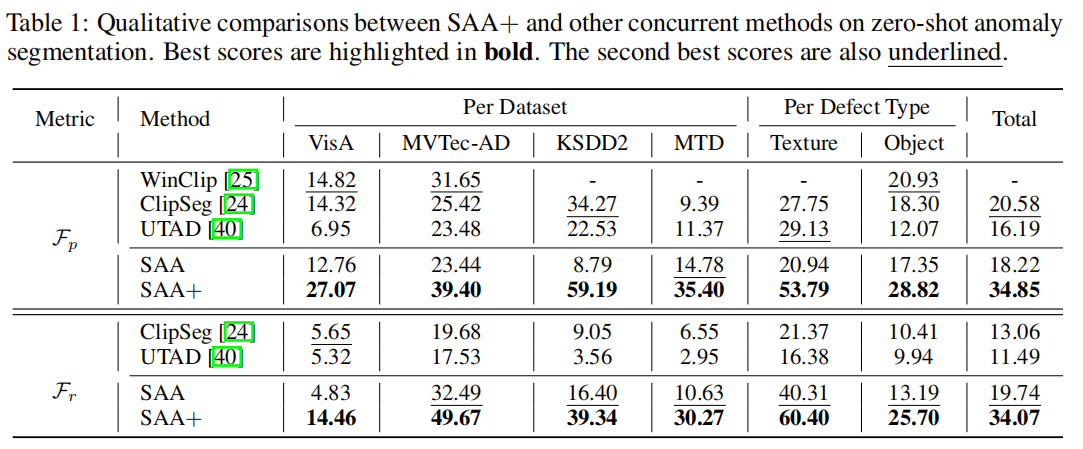 Table 1: Qualitative comparisons between SAA+ and other concurrent methods on zero-shot anomaly
segmentation. Best scores are highlighted in bold. The second best scores are also underlined.
Metric Method Per Dataset Per Defect Type Total
VisA MVTec-AD KSDD2 MTD Texture Object
WinClip [25] 14.82 31.65 - - - 20.93 -
ClipSeg [24] 14.32 25.42 34.27 9.39 27.75 18.30 20.58
UTAD [40] 6.95 23.48 22.53 11.37 29.13 12.07 16.19
Fp
SAA 12.76 23.44 8.79 14.78 20.94 17.35 18.22
SAA+ 27.07 39.40 59.19 35.40 53.79 28.82 34.85
ClipSeg [24] 5.65 19.68 9.05 6.55 21.37 10.41 13.06
UTAD [40] 5.32 17.53 3.56 2.95 16.38 9.94 11.49
Fr
SAA 4.83 32.49 16.40 10.63 40.31 13.19 19.74
SAA+ 14.46 49.67 39.34 30.27 60.40 25.70 34.07